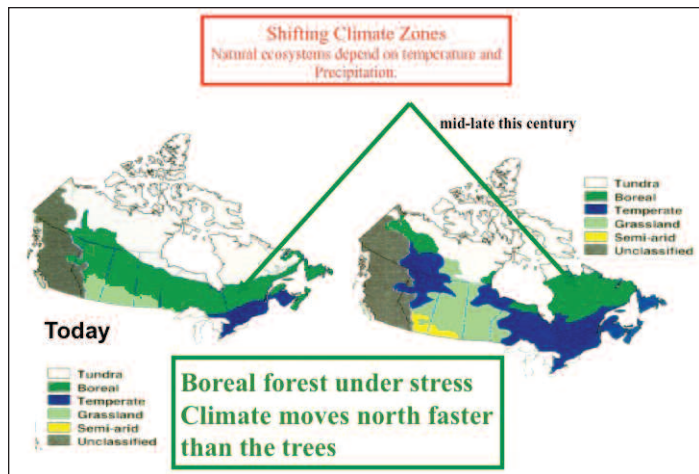 Shifting Climate Zones
Natural ecosystems depend on temperature and
Precipitation.
mid-late this century
Tundra
Boreal
Temperate
Grassland
Semi-arid
Unclassified
Today
Tundra
Boreal
Temperate
Grassland
Semi-arid
Unclassified
Boreal forest under stress
Climate moves north faster
than the trees